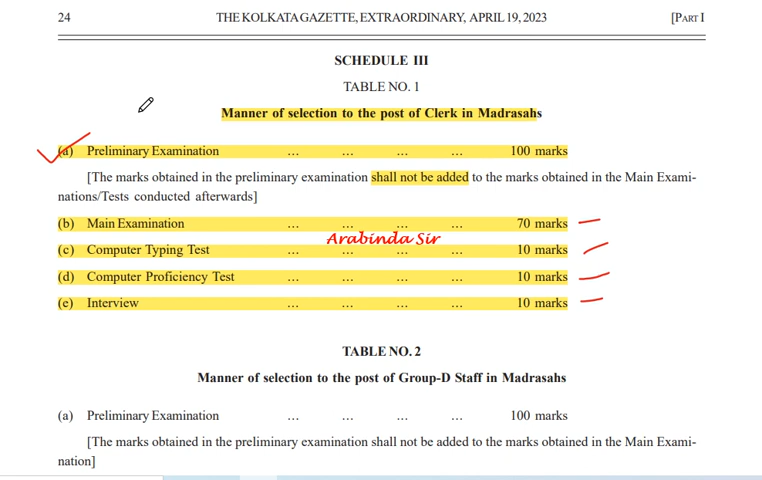 24 THE KOLKATA GAZETTE, EXTRAORDINARY, APRIL 19, 2023 [PART I
SCHEDULE III
TABLE NO. 1
Manner of selection to the post of Clerk in Madrasahs
(a) Preliminary Examination ... ... ... ... 100 marks
[The marks obtained in the preliminary examination shall not be added to the marks obtained in the Main Exami-
nations/Tests conducted afterwards]
(b) Main Examination ... ... ... ... 70 marks
Arabinda Sir
(c) Computer Typing Test ... ... ... ... 10 marks
(d) Computer Proficiency Test ... ... ... ... 10 marks
(e) Interview ... ... ... ... 10 marks
TABLE NO. 2
Manner of selection to the post of Group-D Staff in Madrasahs
(a) Preliminary Examination ... ... ... ... 100 marks
[The marks obtained in the preliminary examination shall not be added to the marks obtained in the Main Exami-
nation]